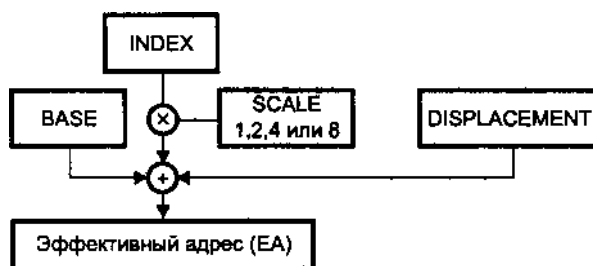 INDEX
BASE
×
SCALE
1,2,4 или 8
DISPLACEMENT
+
Эффективный адрес (EA)